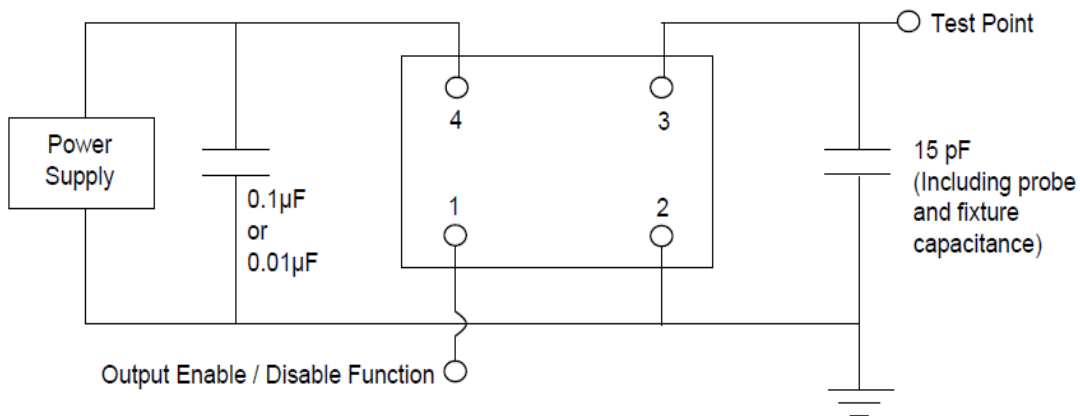 Test Point
4
3
Power
Supply
15 pF
(Including probe
and fixture
capacitance)
0.1µF
or
0.01µF
1
2
Output Enable / Disable Function